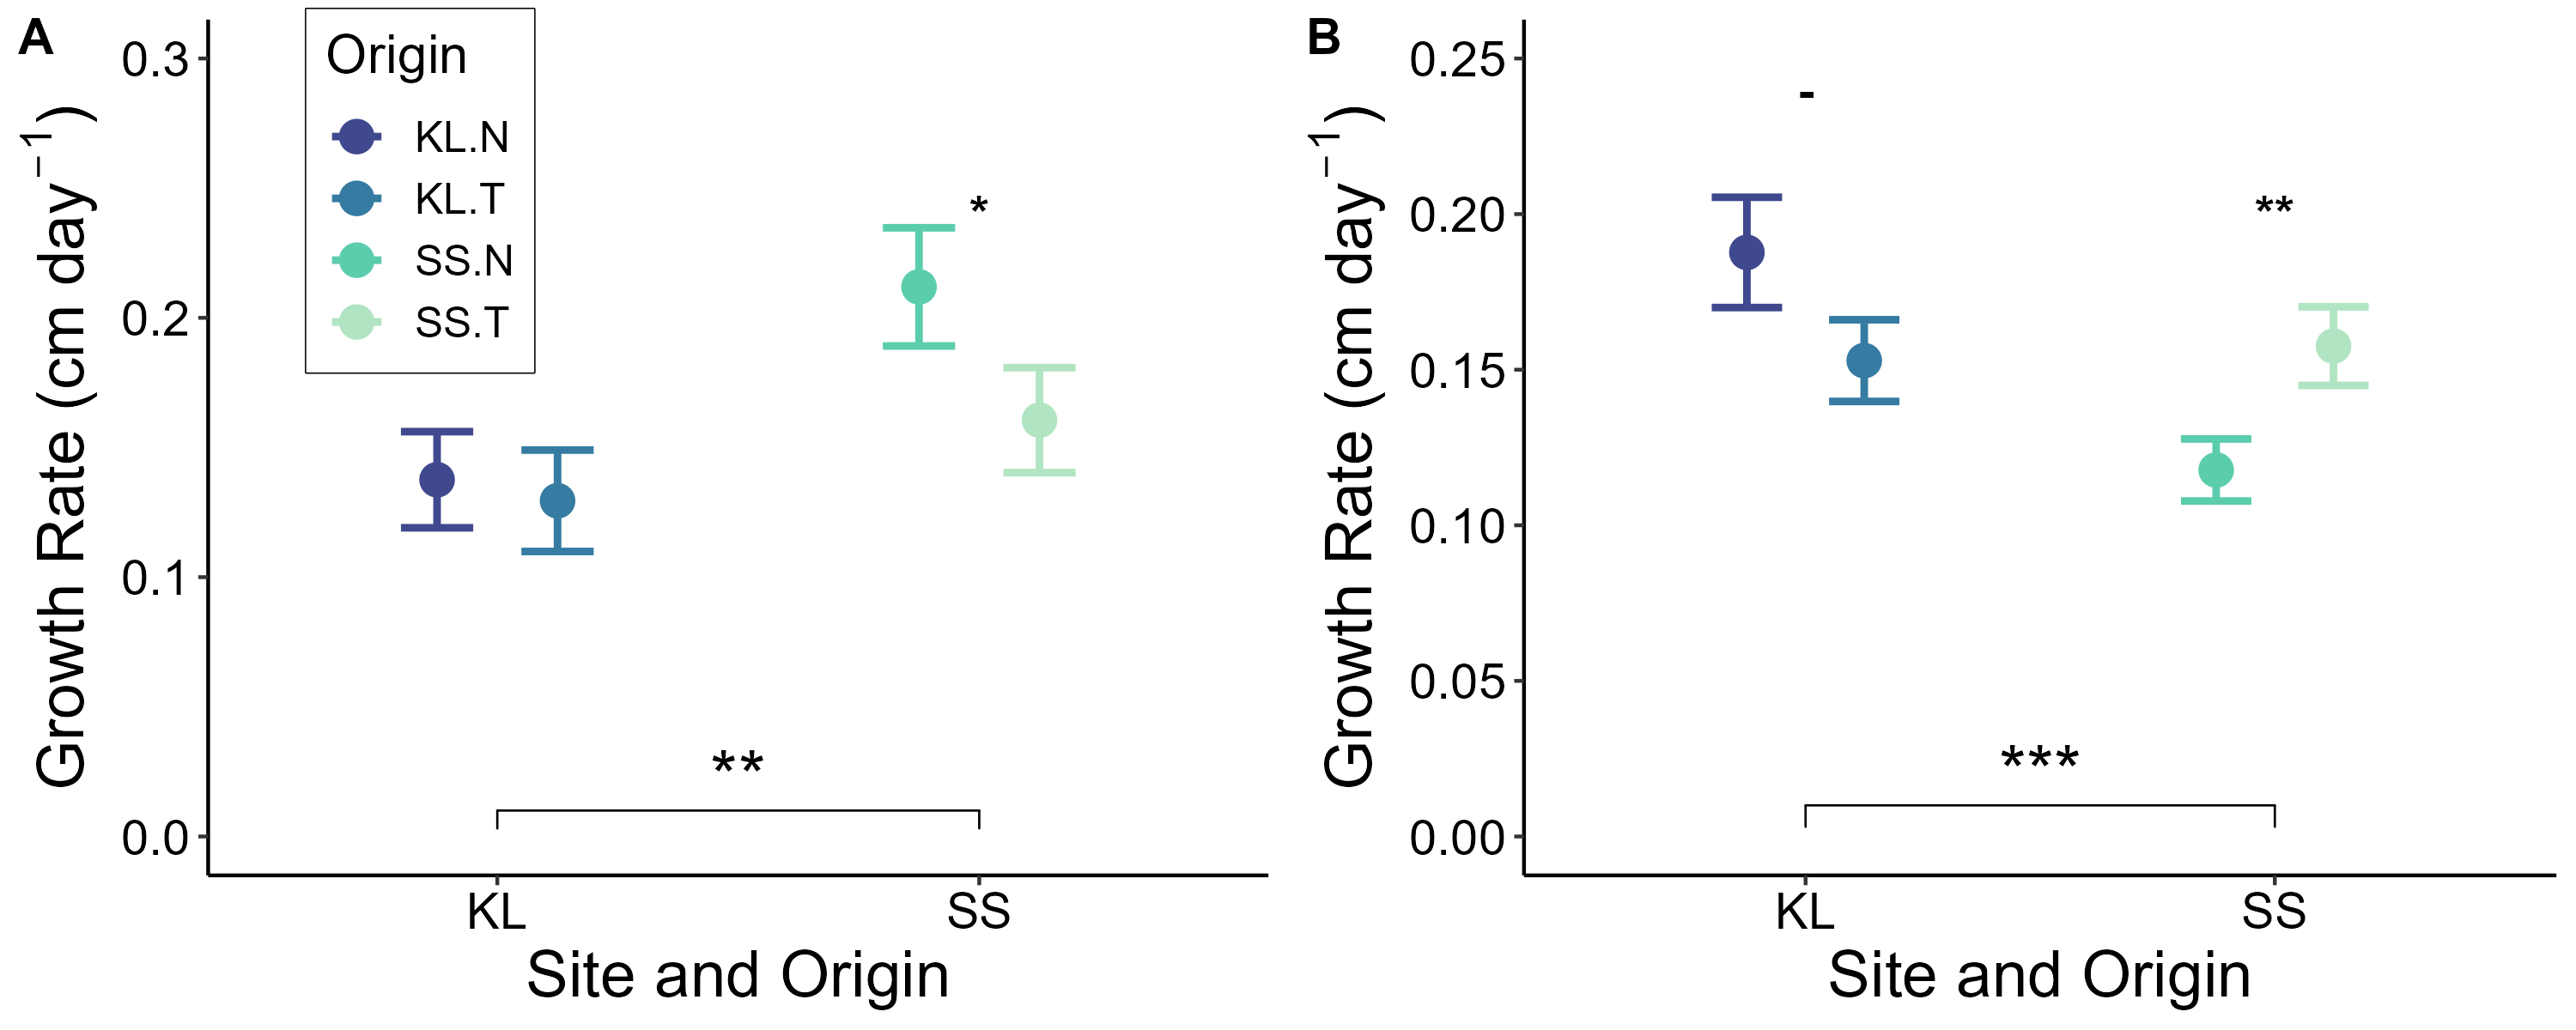 A
Growth Rate (cm day⁻¹)
0.3
0.2
0.1
0.0
Origin
KL.N
KL.T
SS.N
SS.T
*
**
KL SS
Site and Origin
B
Growth Rate (cm day⁻¹)
0.25
0.20
0.15
0.10
0.05
0.00
-
**
***
KL SS
Site and Origin